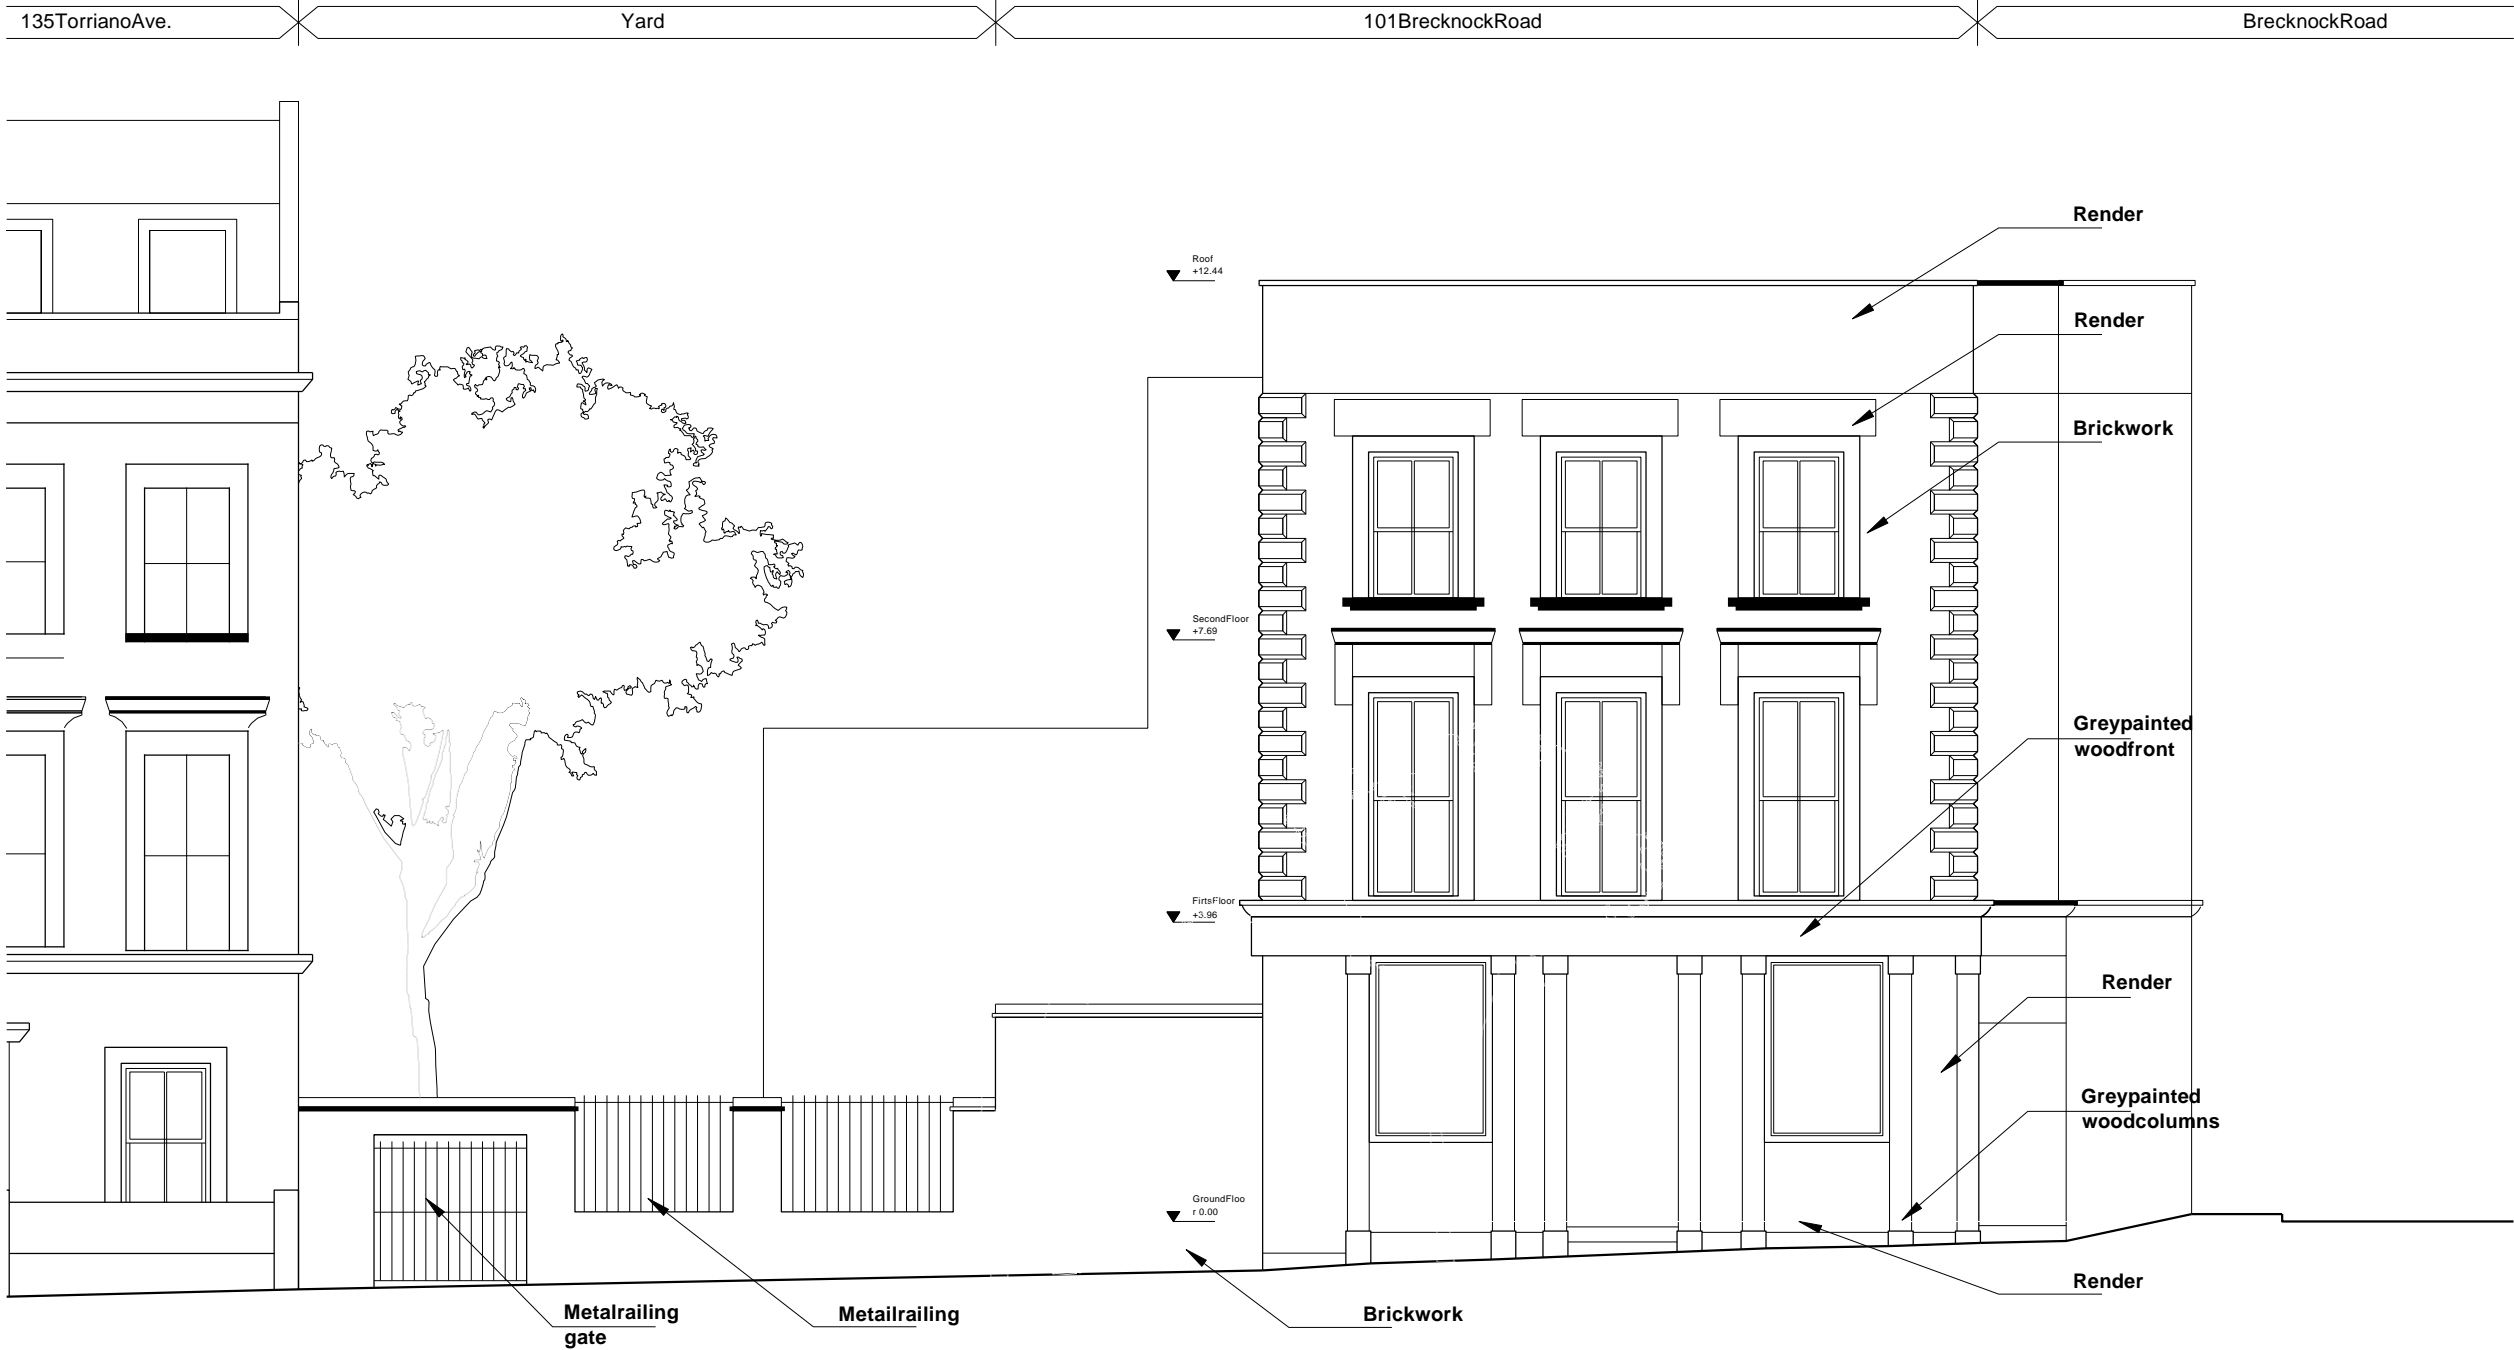 135TorrianoAve.
Yard
101BrecknockRoad
BrecknockRoad
Render
Roof
+12.44
Render
Brickwork
SecondFloor
+7.69
Greypainted
woodfront
FirtsFloor
+3.96
Render
Greypainted
woodcolumns
GroundFloo
r 0.00
Render
Metalrailing
gate
Metailrailing
Brickwork